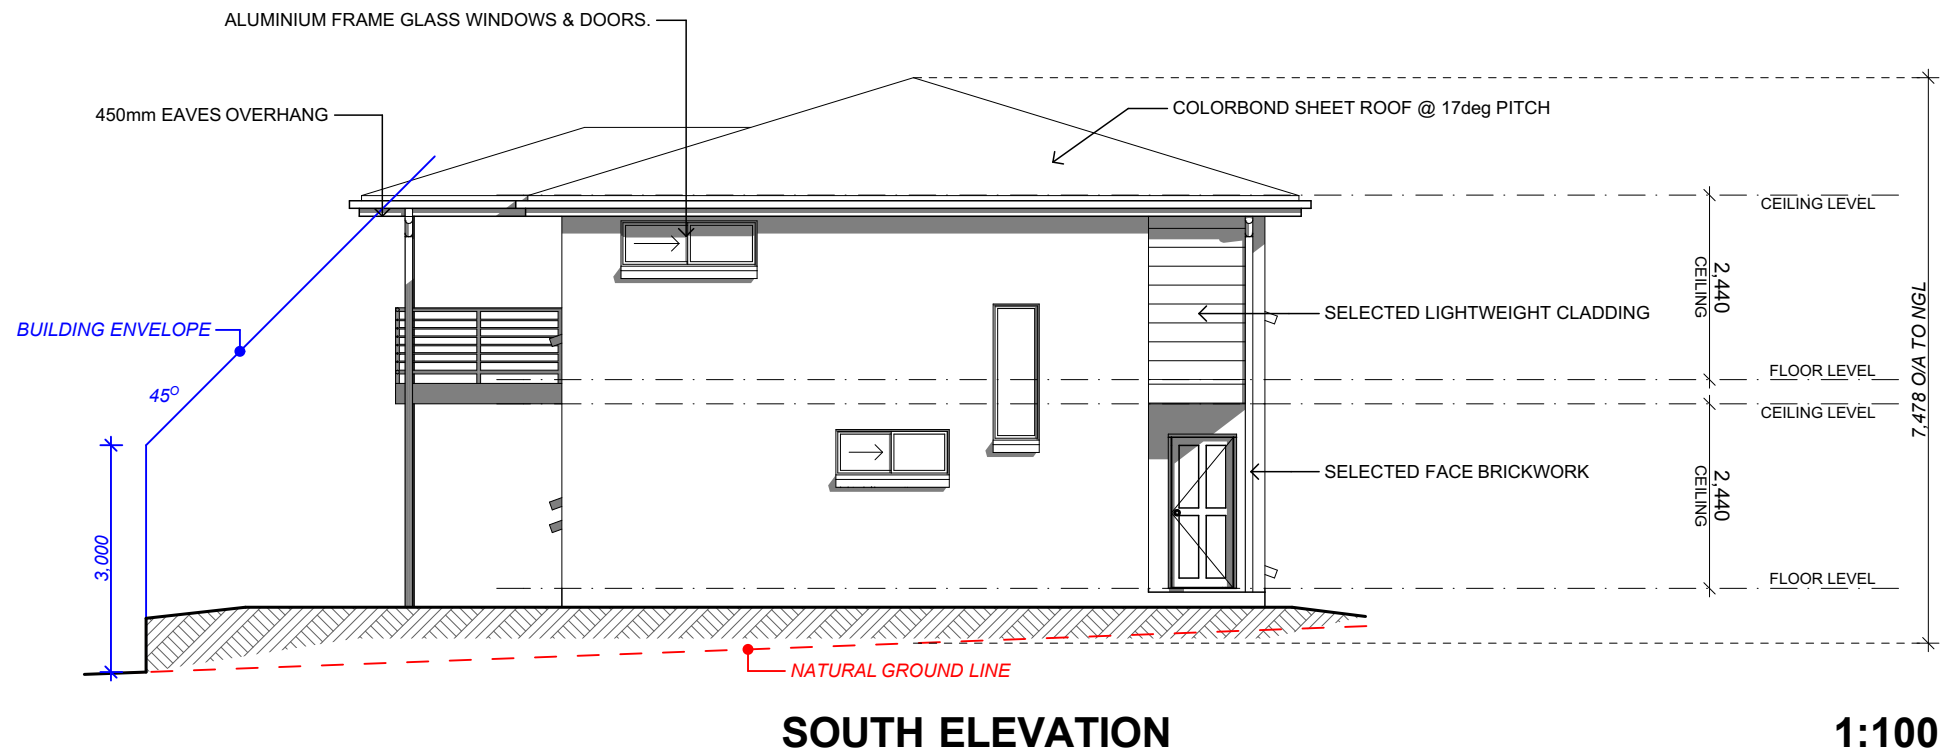 ALUMINIUM FRAME GLASS WINDOWS & DOORS.
450mm EAVES OVERHANG
COLORBOND SHEET ROOF @ 17deg PITCH
CEILING LEVEL
2,440
CEILING
SELECTED LIGHTWEIGHT CLADDING
BUILDING ENVELOPE
7,478 O/A TO NGL
FLOOR LEVEL
45°
CEILING LEVEL
SELECTED FACE BRICKWORK
2,440
CEILING
3,000
FLOOR LEVEL
NATURAL GROUND LINE
SOUTH ELEVATION
1:100